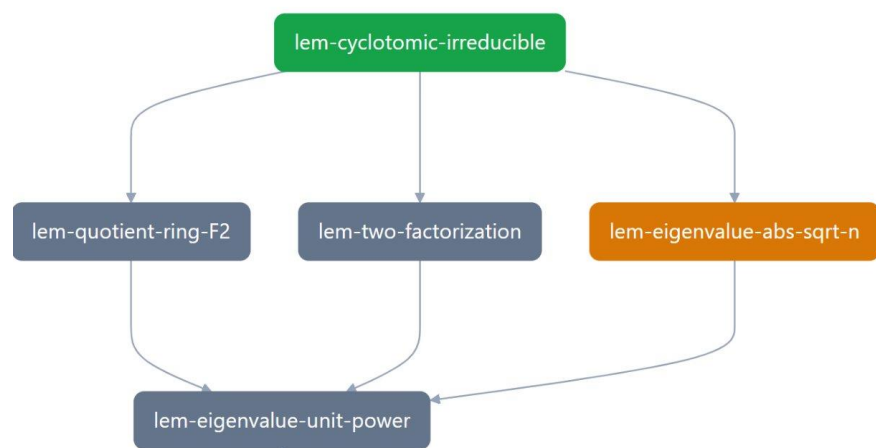 lem-cyclotomic-irreducible
lem-quotient-ring-F2
lem-two-factorization
lem-eigenvalue-abs-sqrt-n
lem-eigenvalue-unit-power